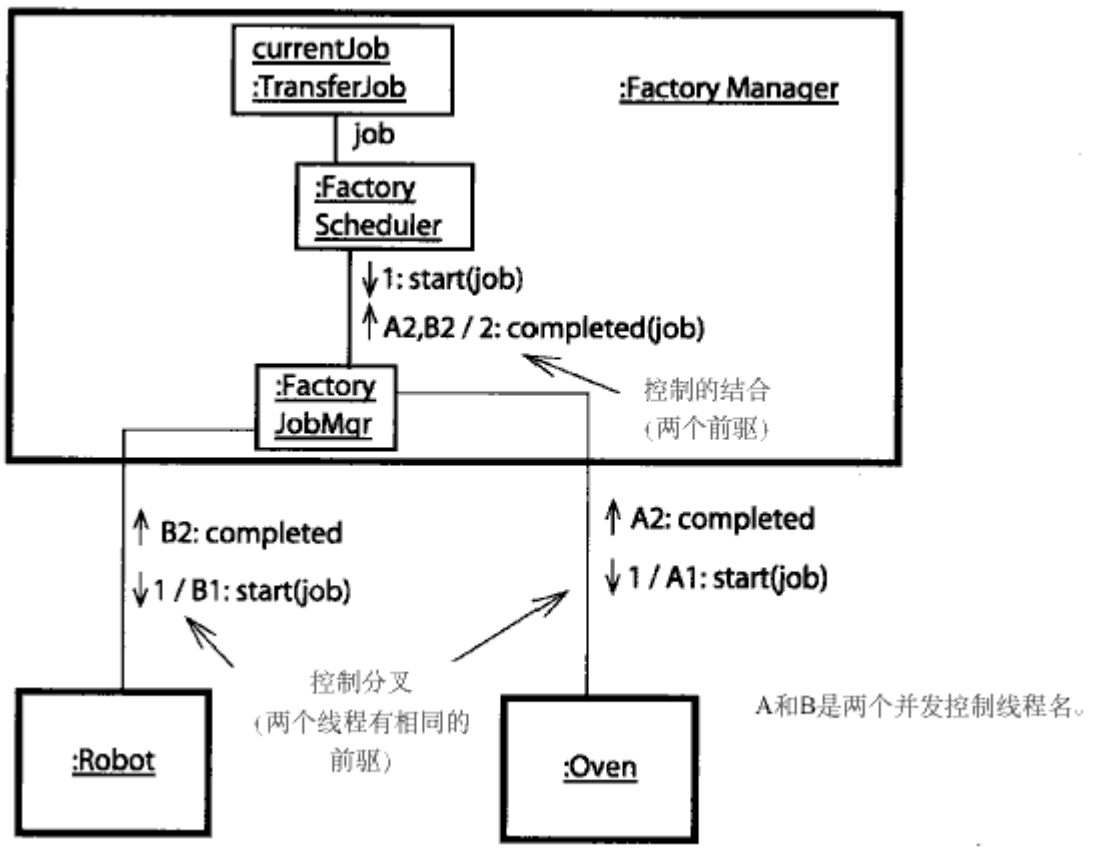 currentJob
:TransferJob
:Factory Manager
job
:Factory
Scheduler
1: start(job)
A2,B2 / 2: completed(job)
控制的结合
(两个前驱)
:Factory
JobMgr
B2: completed
1 / B1: start(job)
A2: completed
1 / A1: start(job)
控制分叉
(两个线程有相同的
前驱)
A和B是两个并发控制线程名。
:Robot
:Oven